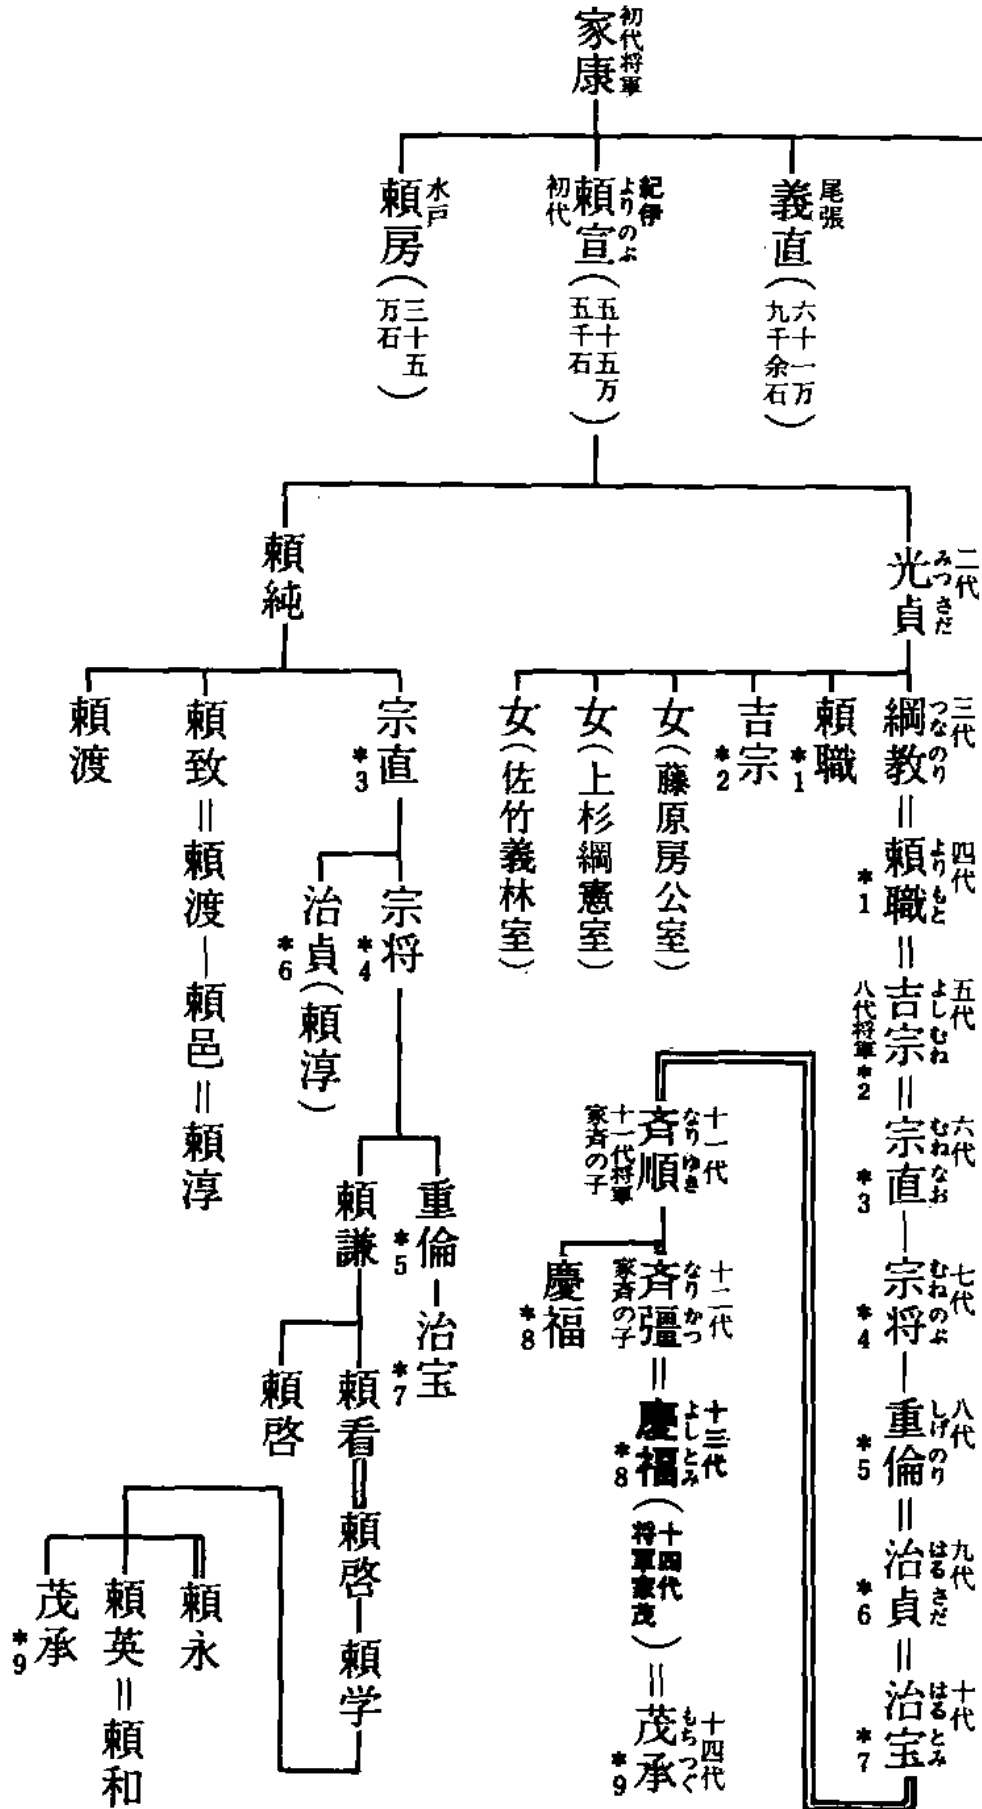 初代将軍
家康
尾張
義直(六十一万九千余石)
紀伊
よりのぶ
頼宣(五十五万五千石)
初代
水戸
頼房(三十五万石)
二代
みつさだ
光貞
頼純
三代
つなのり
綱教＝頼職＝吉宗＝宗直－宗将－重倫＝治貞＝治宝
四代
よりもと
*1
五代
よしむね
八代将軍*2
六代
むねなお
*3
七代
むねのぶ
*4
八代
しげのり
*5
九代
はるさだ
*6
十代
はるとみ
*7
頼職
*1
吉宗
*2
女(藤原房公室)
女(上杉綱憲室)
女(佐竹義林室)
十一代
なりゆき
斉順
十一代将軍
家斉の子
十二代
なりかつ
斉彊＝慶福(十四代将軍家茂)＝茂承
家斉の子
十三代
よしとみ
*8
十四代
もちつぐ
*9
慶福
*8
宗直
*3
宗将
*4
治貞(頼淳)
*6
重倫－治宝
*5
*7
頼謙
頼看＝頼啓－頼学
頼啓
頼永
頼英＝頼和
茂承
*9
頼致＝頼渡－頼邑＝頼淳
頼渡